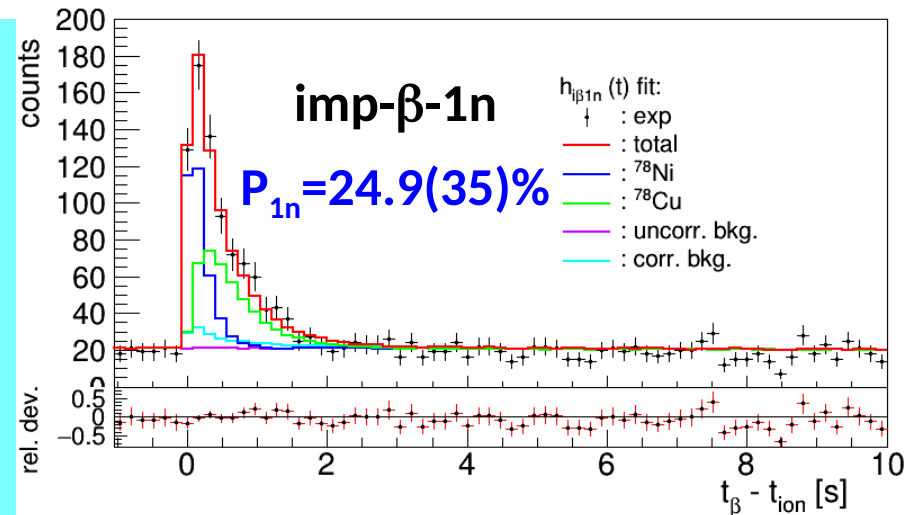 200
180
160
140
120
100
80
60
40
20
0
counts
imp-β-1n
P1n=24.9(35)%
hiβ1n (t) fit:
: exp
: total
: 78Ni
: 78Cu
: uncorr. bkg.
: corr. bkg.
0.5
0
−0.5
rel. dev.
0 2 4 6 8 10
tβ - tion [s]